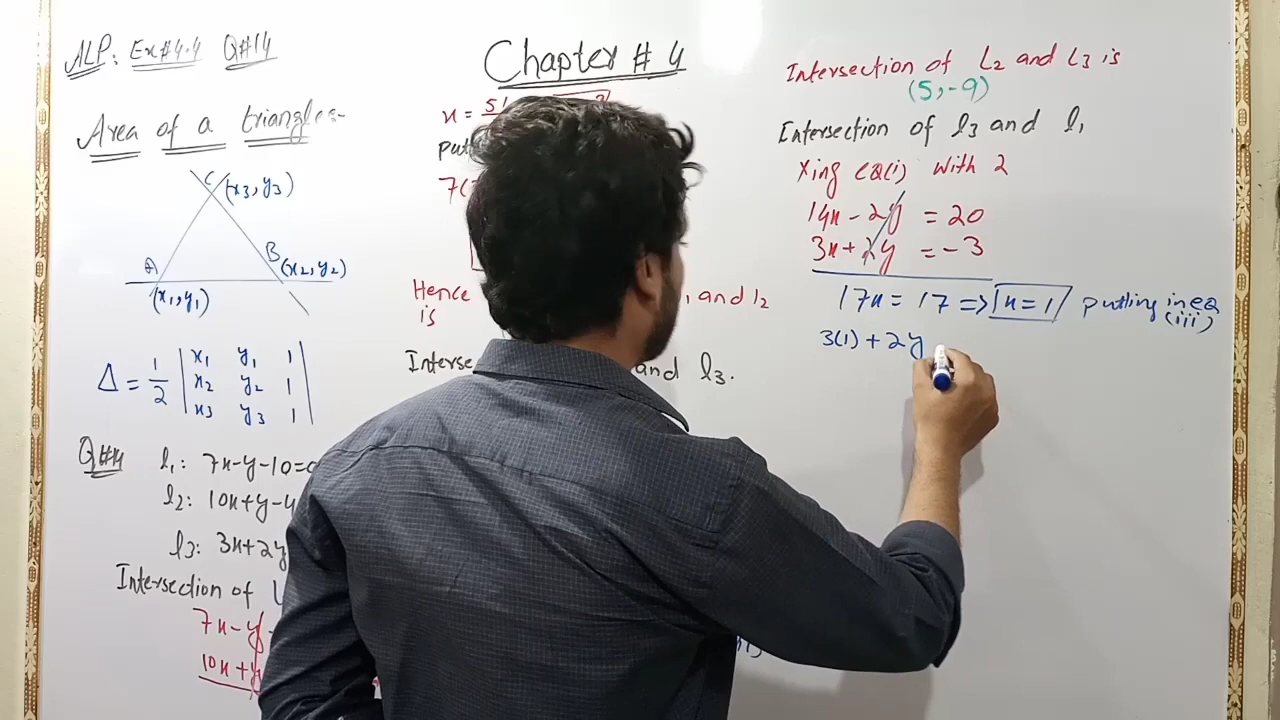 ALP: Ex#4.4 Q#14
Area of a triangles-
C (x3, y3)
A
B
(x2, y2)
(x1, y1)
Δ = 1/2 | x1 y1 1 |
x2 y2 1
x3 y3 1
Q#14 l1: 7x-y-10=0
l2: 10x+y-4
l3: 3x+2y
Intersection of
7x-y
10x+y
Chapter # 4
x = 51
7(
Hence and l2
is
Interse and l3.
Intersection of L2 and L3 is
(5, -9)
Intersection of l3 and l1
xing eq(i) with 2
14x - 2y = 20
3x + 2y = -3
17x = 17 => x = 1 putting in eq
(iii)
3(1) + 2y